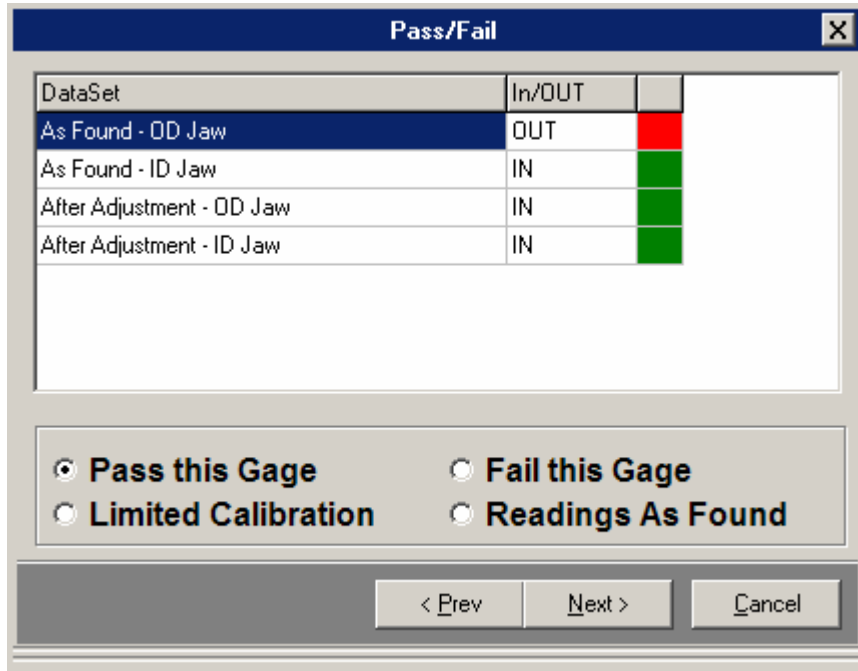 Pass/Fail
DataSet In/OUT
As Found - OD Jaw OUT
As Found - ID Jaw IN
After Adjustment - OD Jaw IN
After Adjustment - ID Jaw IN
Pass this Gage Fail this Gage
Limited Calibration Readings As Found
< Prev Next > Cancel